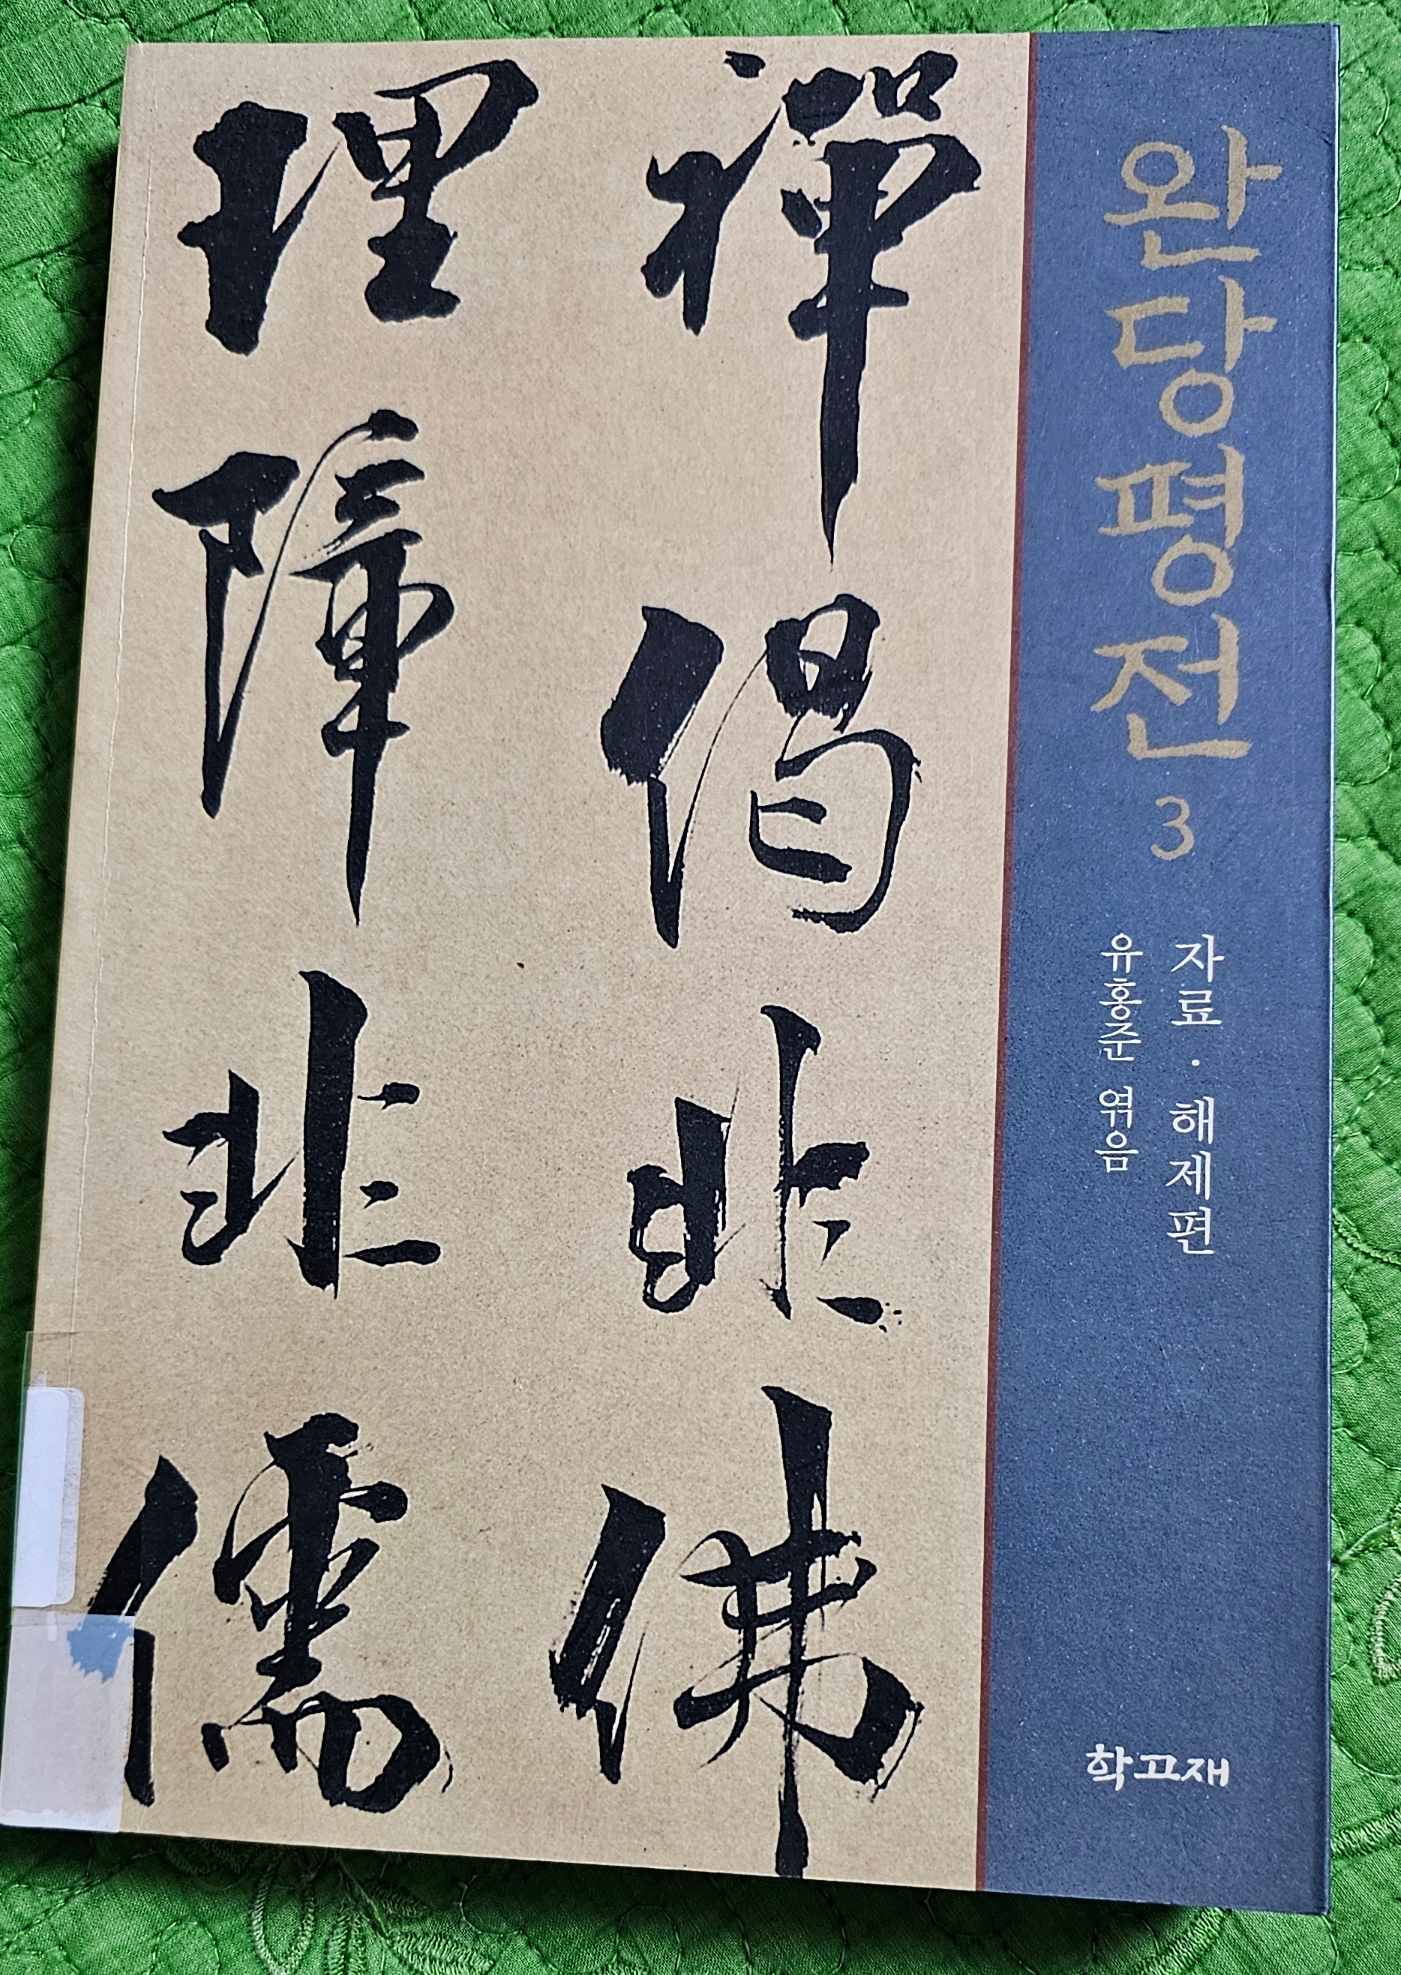 완당평전 3
자료·해제편
유홍준 엮음
학고재
禪偈非佛
理障非儒